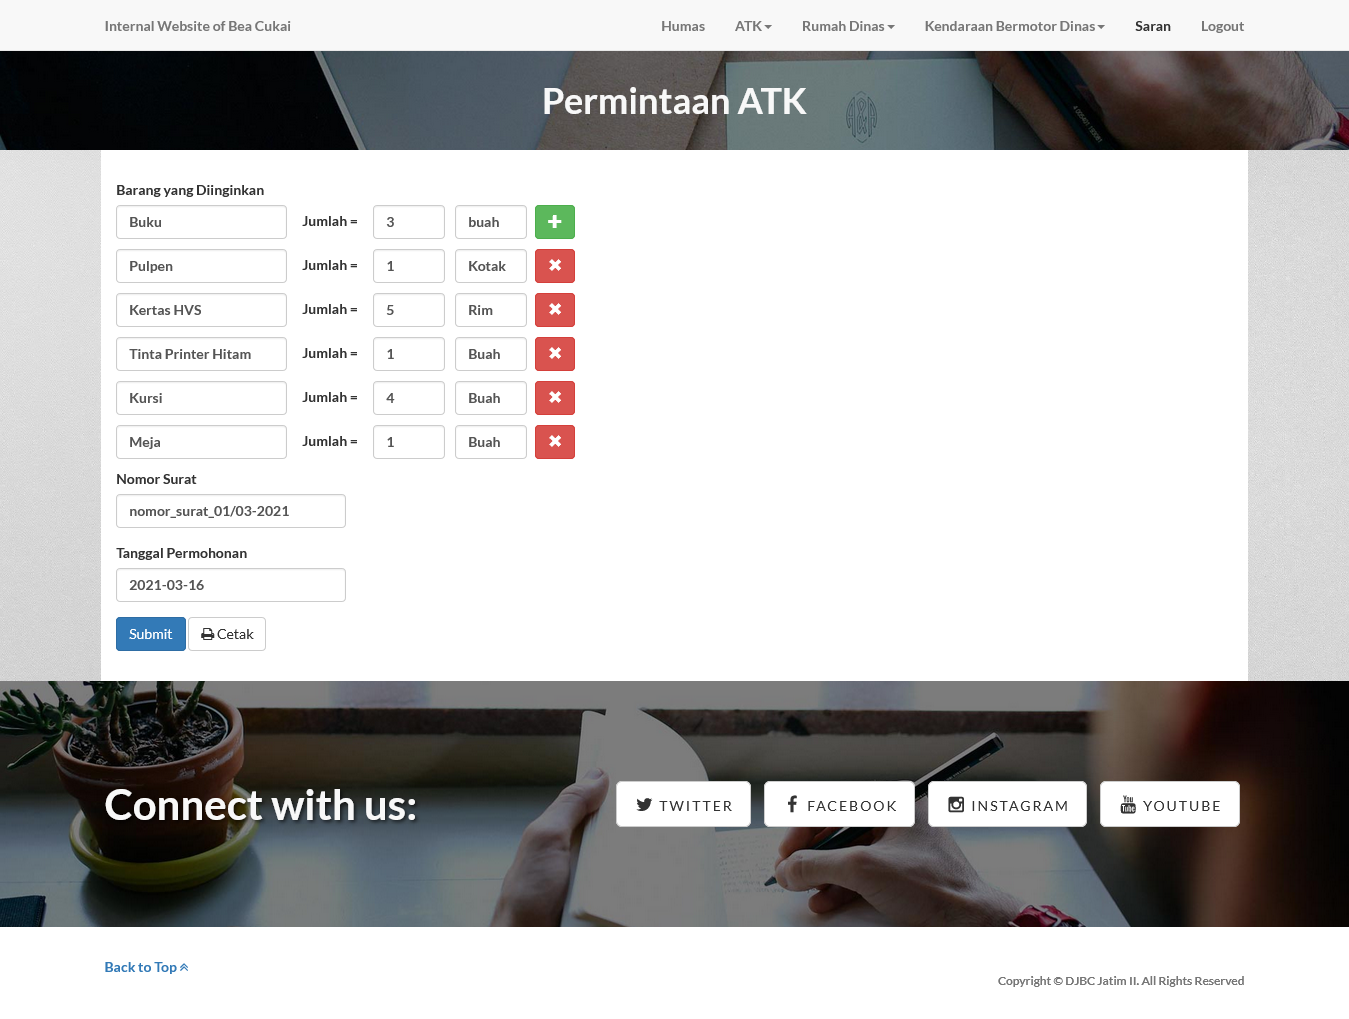 Internal Website of Bea Cukai Humas ATK Rumah Dinas Kendaraan Bermotor Dinas Saran Logout
Permintaan ATK
Barang yang Diinginkan
Buku Jumlah = 3 buah
Pulpen Jumlah = 1 Kotak
Kertas HVS Jumlah = 5 Rim
Tinta Printer Hitam Jumlah = 1 Buah
Kursi Jumlah = 4 Buah
Meja Jumlah = 1 Buah
Nomor Surat
nomor_surat_01/03-2021
Tanggal Permohonan
2021-03-16
Submit Cetak
Connect with us: TWITTER FACEBOOK INSTAGRAM YOUTUBE
Back to Top
Copyright © DJBC Jatim II. All Rights Reserved